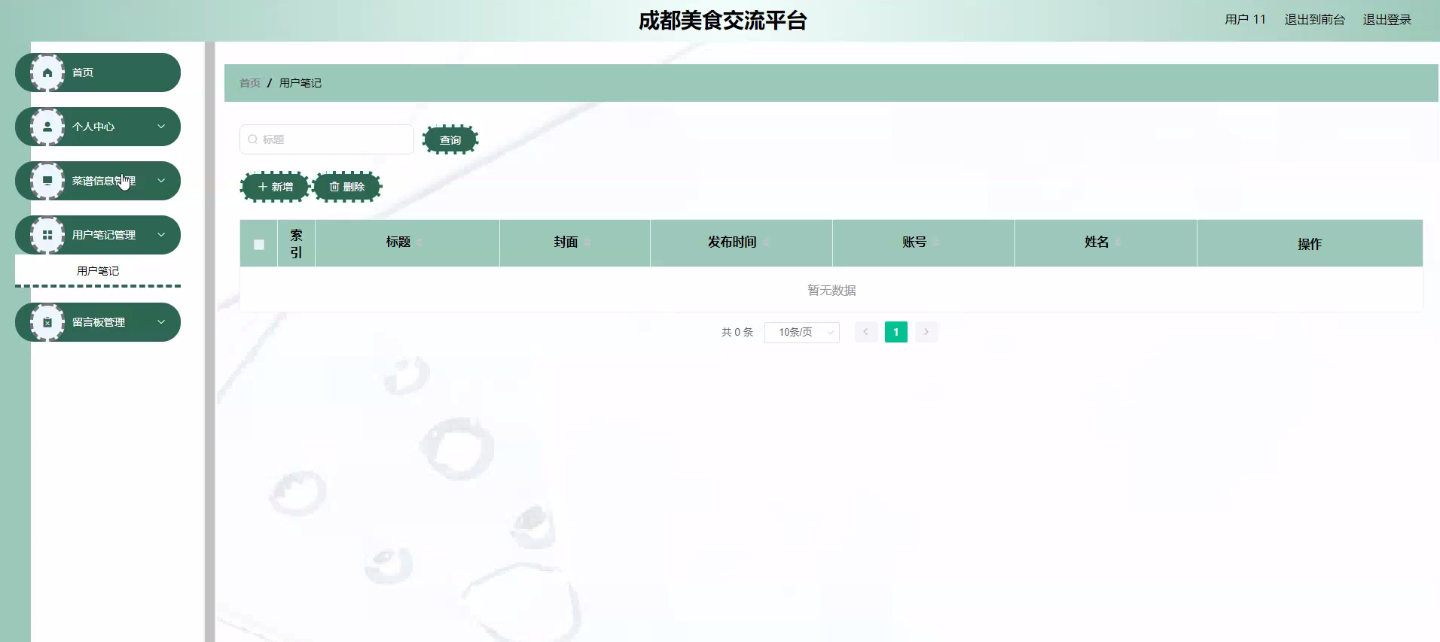 成都美食交流平台
用户 11 退出到前台 退出登录
首页
个人中心
菜谱信息管理
用户笔记管理
用户笔记
留言板管理
首页 / 用户笔记
标题 查询
新增 删除
索引 标题 封面 发布时间 账号 姓名 操作
暂无数据
共 0 条 10条/页 1